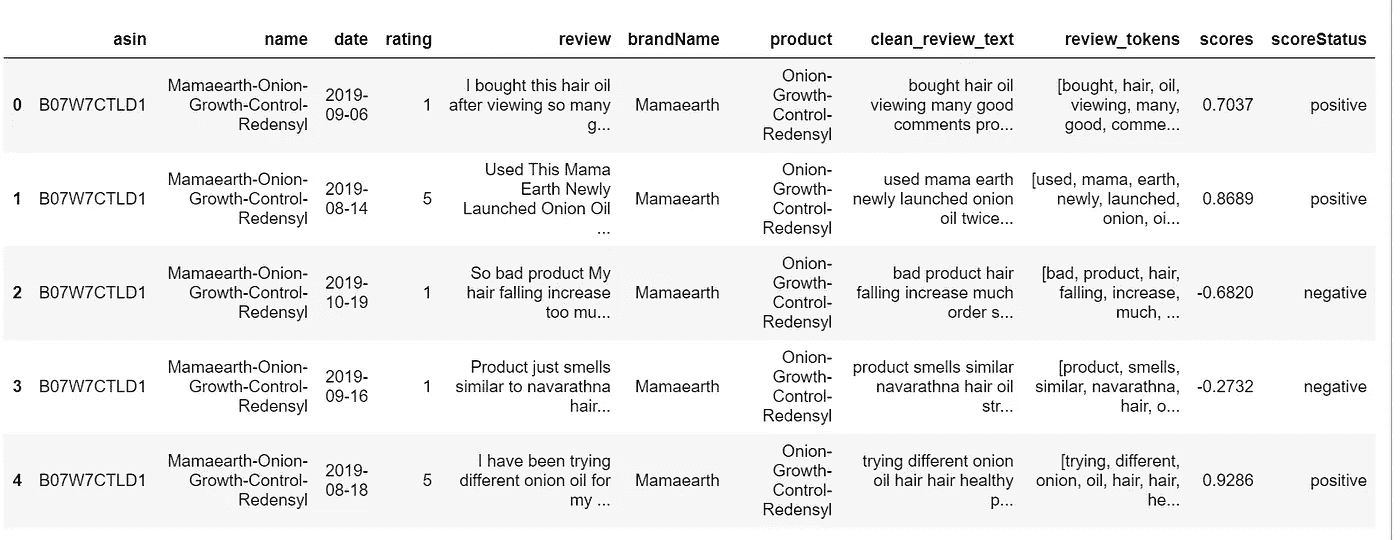 asin name date rating review brandName product clean_review_text review_tokens scores scoreStatus
0 B07W7CTLD1 Mamaearth-Onion-Growth-Control-Redensyl 2019-09-06 1 I bought this hair oil after viewing so many g... Mamaearth Onion-Growth-Control-Redensyl bought hair oil viewing many good comments pro... [bought, hair, oil, viewing, many, good, comme... 0.7037 positive
1 B07W7CTLD1 Mamaearth-Onion-Growth-Control-Redensyl 2019-08-14 5 Used This Mama Earth Newly Launched Onion Oil ... Mamaearth Onion-Growth-Control-Redensyl used mama earth newly launched onion oil twice... [used, mama, earth, newly, launched, onion, oi... 0.8689 positive
2 B07W7CTLD1 Mamaearth-Onion-Growth-Control-Redensyl 2019-10-19 1 So bad product My hair falling increase too mu... Mamaearth Onion-Growth-Control-Redensyl bad product hair falling increase much order s... [bad, product, hair, falling, increase, much, ... -0.6820 negative
3 B07W7CTLD1 Mamaearth-Onion-Growth-Control-Redensyl 2019-09-16 1 Product just smells similar to navarathna hair... Mamaearth Onion-Growth-Control-Redensyl product smells similar navarathna hair oil str... [product, smells, similar, navarathna, hair, o... -0.2732 negative
4 B07W7CTLD1 Mamaearth-Onion-Growth-Control-Redensyl 2019-08-18 5 I have been trying different onion oil for my ... Mamaearth Onion-Growth-Control-Redensyl trying different onion oil hair hair healthy p... [trying, different, onion, oil, hair, hair, he... 0.9286 positive